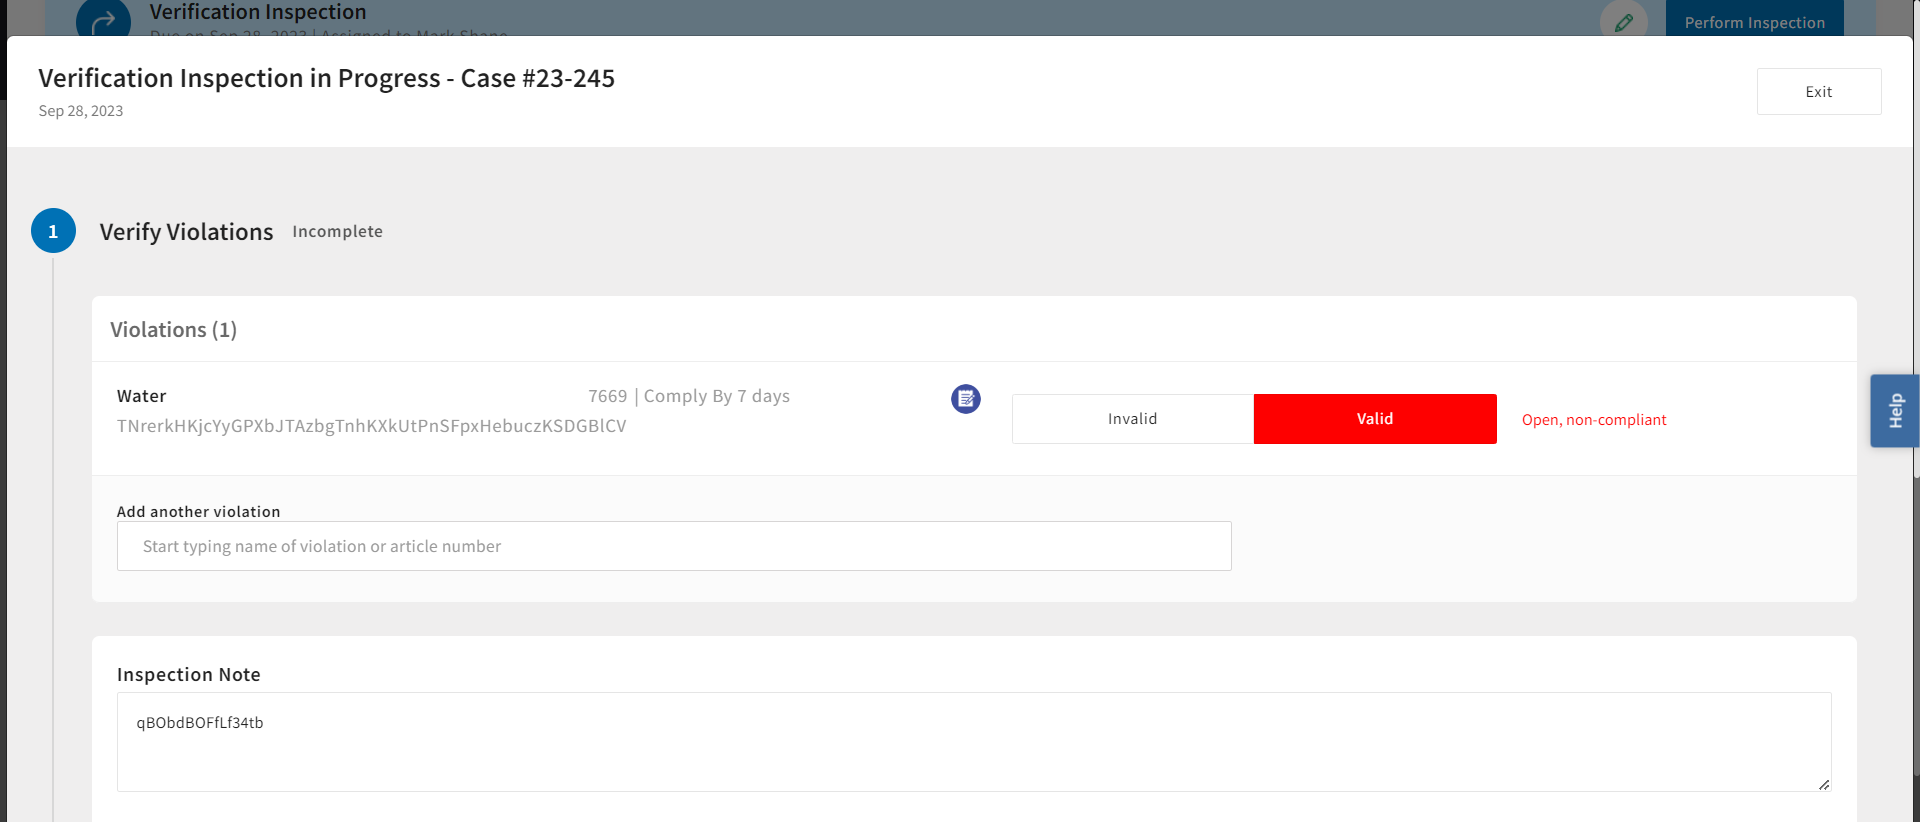 Verification Inspection
Due on Sep 28, 2023 | Assigned to Mark Shane
Perform Inspection
Verification Inspection in Progress - Case #23-245
Sep 28, 2023
Exit
1
Verify Violations Incomplete
Violations (1)
Water 7669 | Comply By 7 days
TNrerkHKjcYyGPXbJTAzbgTnhKXkUtPnSFpxHebuczKSDGBlCV
Invalid Valid Open, non-compliant
Help
Add another violation
Start typing name of violation or article number
Inspection Note
qBObdBOFfLf34tb